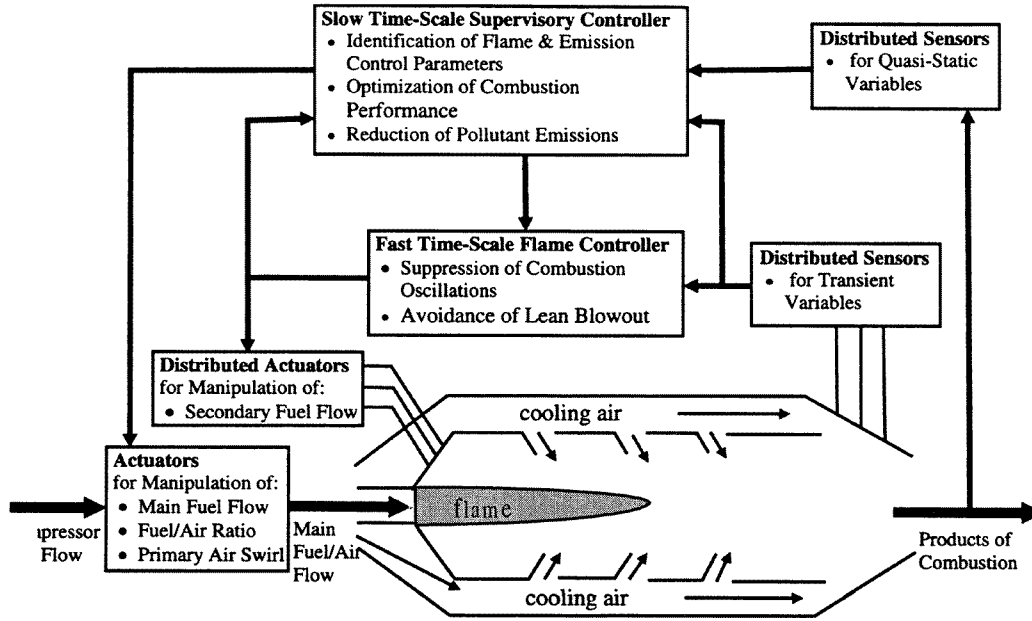 Slow Time-Scale Supervisory Controller
• Identification of Flame & Emission
Control Parameters
• Optimization of Combustion
Performance
• Reduction of Pollutant Emissions
Distributed Sensors
• for Quasi-Static
Variables
Fast Time-Scale Flame Controller
• Suppression of Combustion
Oscillations
• Avoidance of Lean Blowout
Distributed Sensors
• for Transient
Variables
Distributed Actuators
for Manipulation of:
• Secondary Fuel Flow
cooling air
Actuators
for Manipulation of:
• Main Fuel Flow
• Fuel/Air Ratio
• Primary Air Swirl
flame
Flow
Main
Fuel/Air
Flow
Products of
Combustion
cooling air